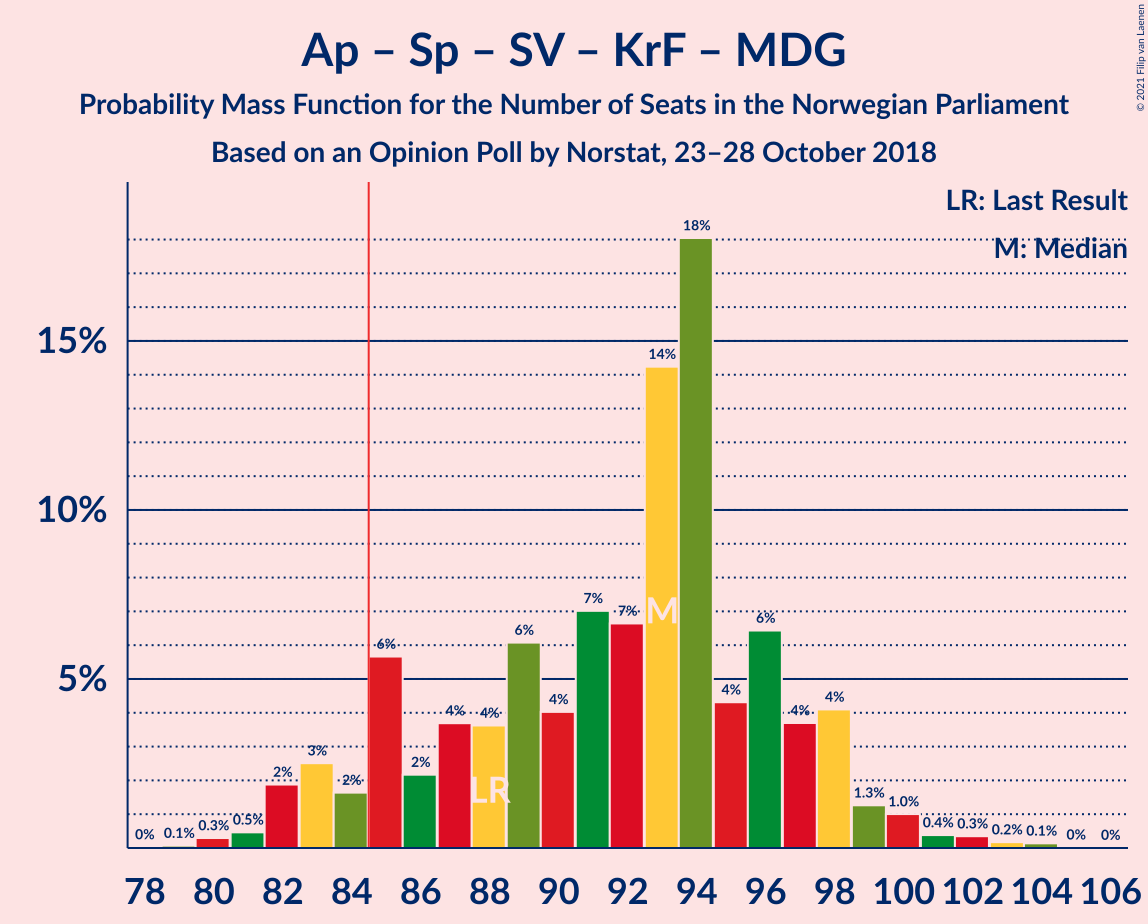 Ap – Sp – SV – KrF – MDG
Probability Mass Function for the Number of Seats in the Norwegian Parliament
Based on an Opinion Poll by Norstat, 23–28 October 2018
© 2021 Filip van Laenen
LR: Last Result
M: Median
15%
10%
5%
0% 0.1% 0.3% 0.5% 2% 3% 2% 6% 2% 4% 4% 6% 4% 7% 7% 14% 18% 4% 6% 4% 4% 1.3% 1.0% 0.4% 0.3% 0.2% 0.1% 0% 0%
M
LR
78 80 82 84 86 88 90 92 94 96 98 100 102 104 106